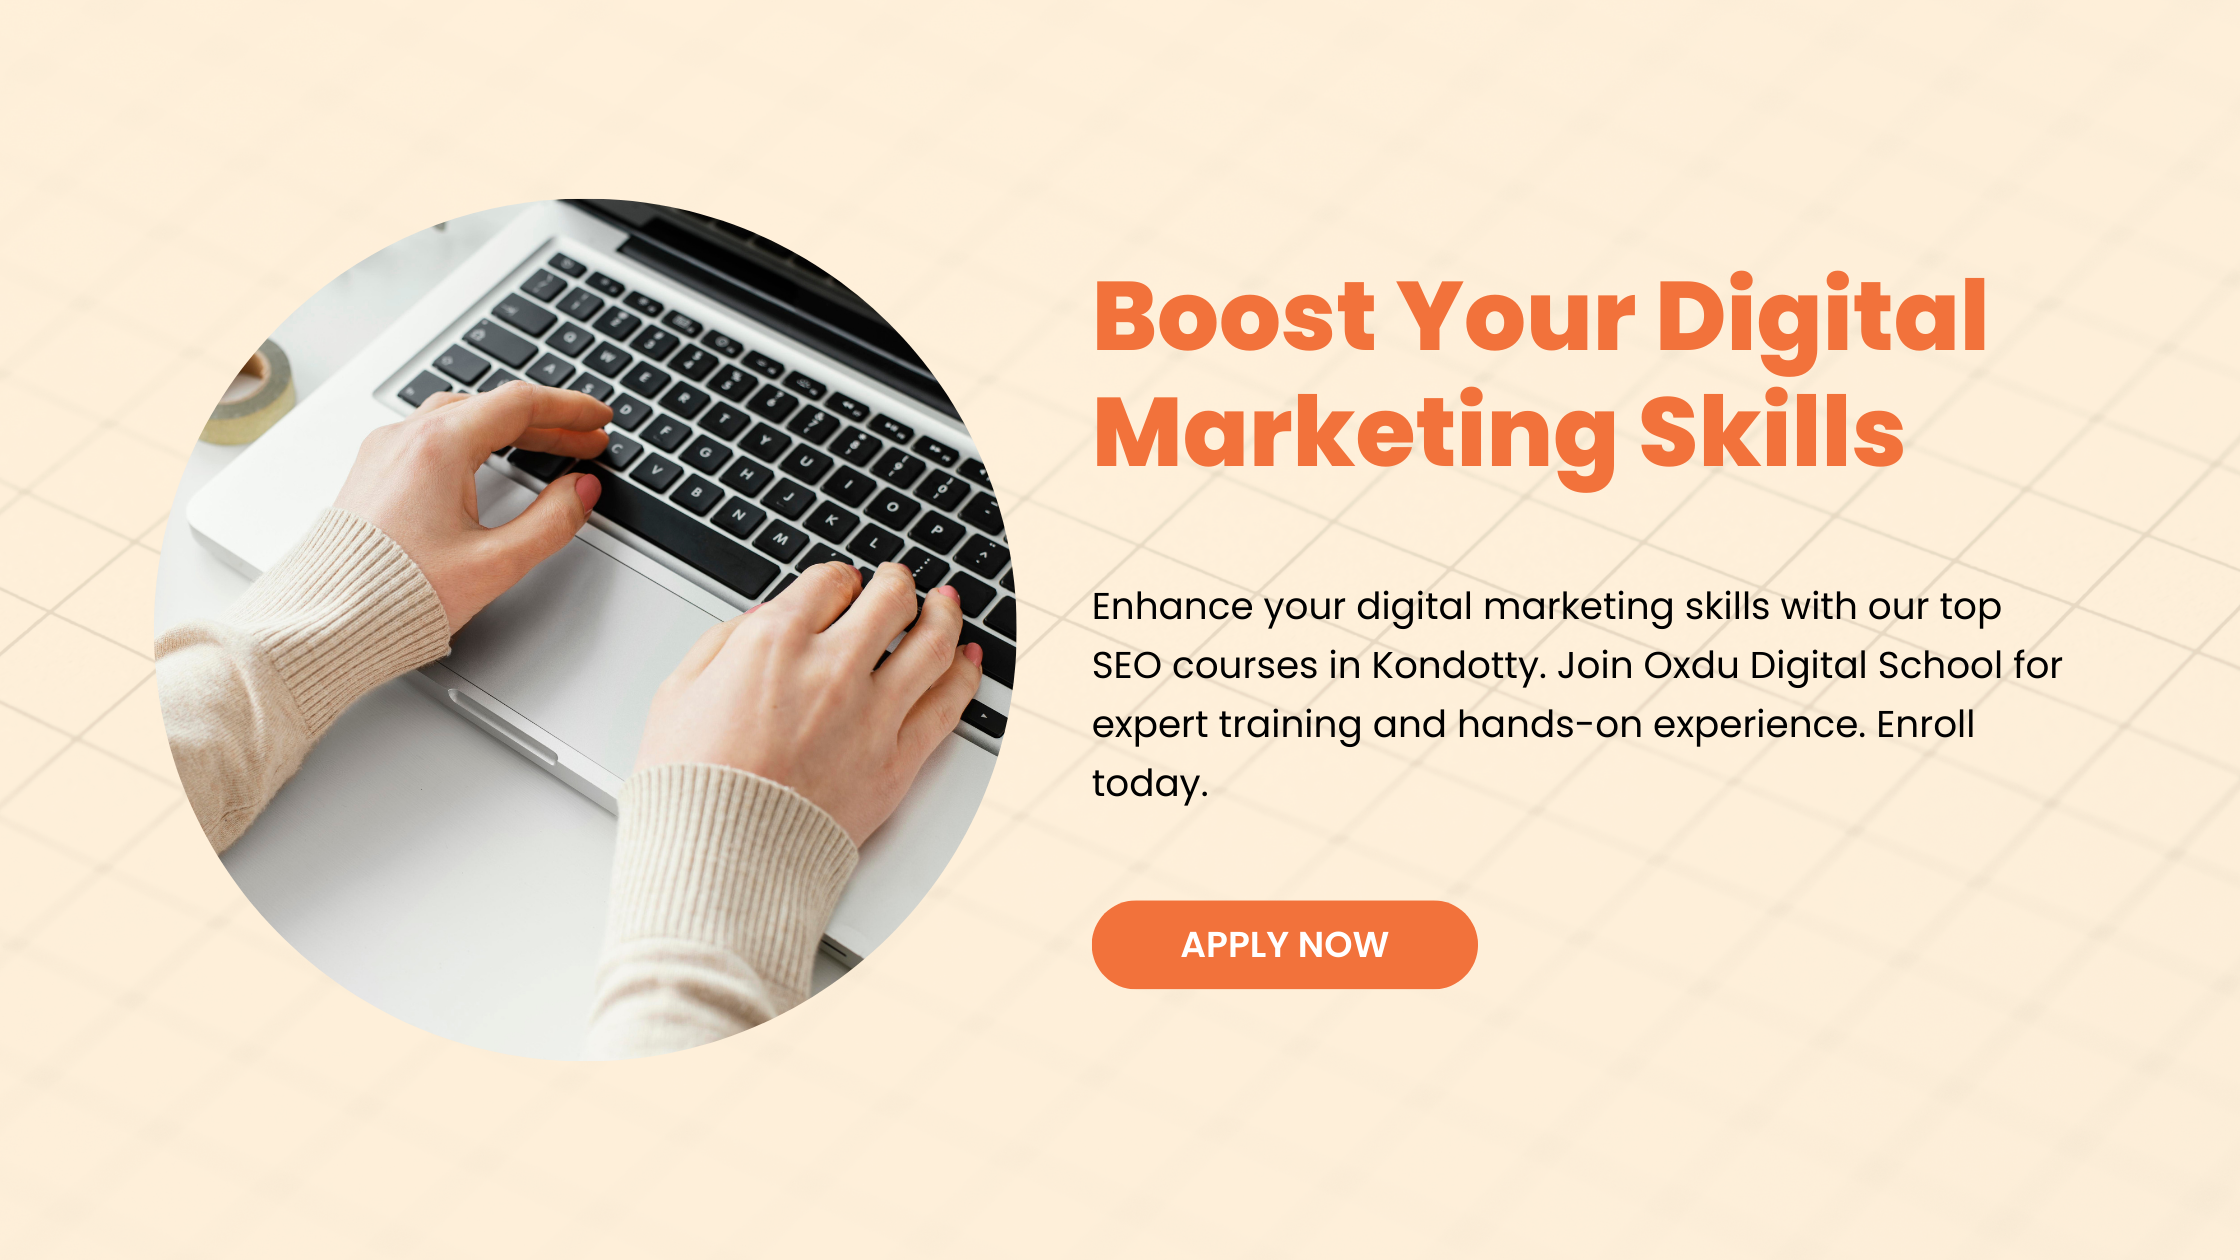 Boost Your Digital
Marketing Skills
Enhance your digital marketing skills with our top
SEO courses in Kondotty. Join Oxdu Digital School for
expert training and hands-on experience. Enroll
today.
APPLY NOW